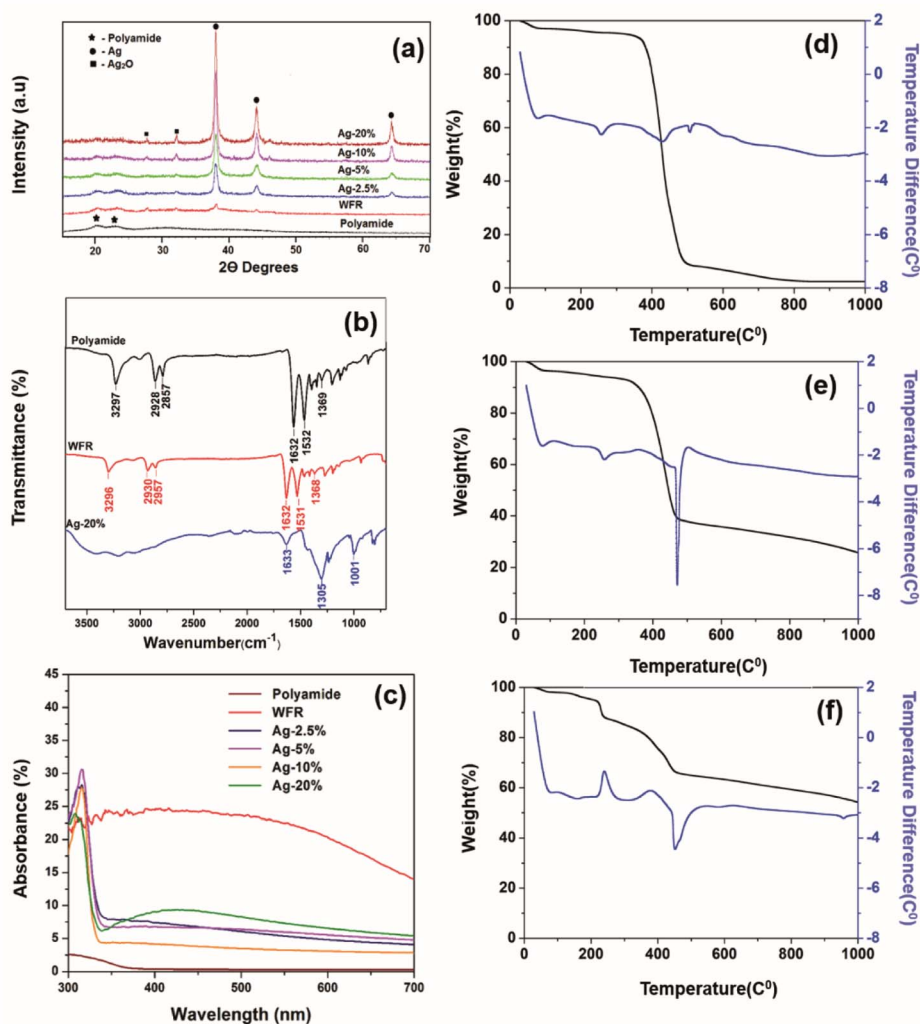 (a)
★ - Polyamide
● - Ag
■ - Ag₂O
Intensity (a.u)
Ag-20%
Ag-10%
Ag-5%
Ag-2.5%
WFR
Polyamide
20 30 40 50 60 70
2Θ Degrees
(b)
Transmittance (%)
Polyamide
3297 2928 2857 1632 1532 1369
WFR
3296 2930 2957 1632 1531 1368
Ag-20%
1633 1305 1001
3500 3000 2500 2000 1500 1000
Wavenumber(cm⁻¹)
(c)
Absorbance (%)
45
40
35
30
25
20
15
10
5
0
Polyamide
WFR
Ag-2.5%
Ag-5%
Ag-10%
Ag-20%
300 400 500 600 700
Wavelength (nm)
(d)
Weight(%)
100
80
60
40
20
0
2
0
-2
-4
-6
-8
Temperature Difference(C⁰)
0 200 400 600 800 1000
Temperature(C⁰)
(e)
Weight(%)
100
80
60
40
20
0
2
0
-2
-4
-6
-8
Temperature Difference(C⁰)
0 200 400 600 800 1000
Temperature(C⁰)
(f)
Weight(%)
100
80
60
40
20
0
2
0
-2
-4
-6
-8
Temperature Difference(C⁰)
0 200 400 600 800 1000
Temperature(C⁰)